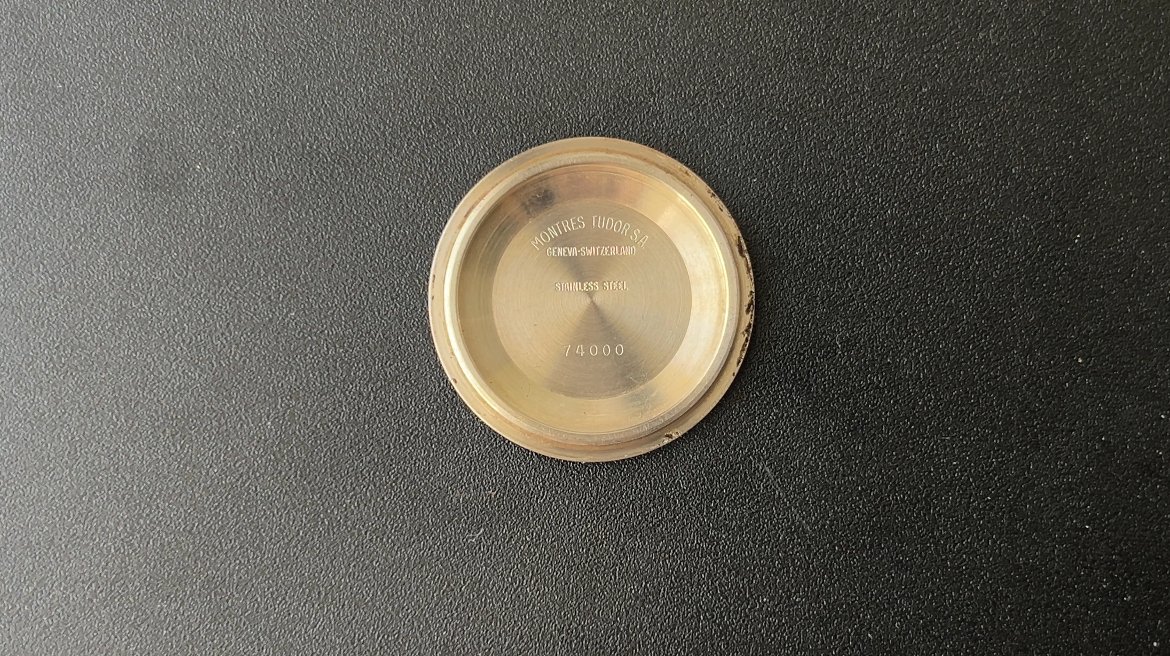 MONTRES TUDOR S.A.
GENEVA-SWITZERLAND
STAINLESS STEEL
74000